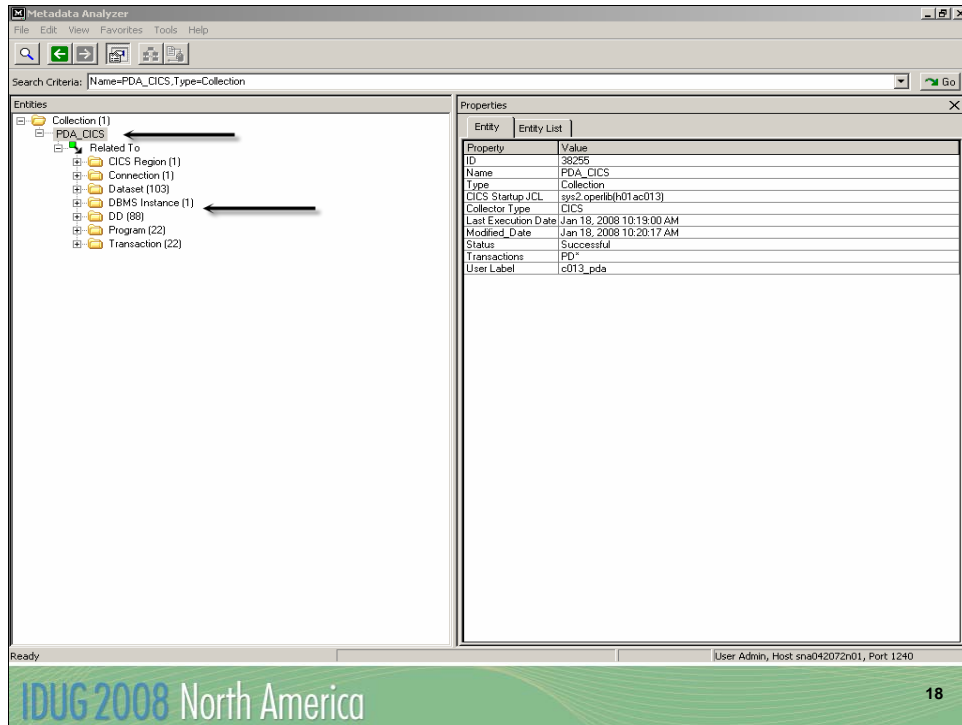 Metadata Analyzer
File Edit View Favorites Tools Help
Search Criteria: Name=PDA_CICS,Type=Collection Go
Entities
Collection (1)
PDA_CICS
Related To
CICS Region (1)
Connection (1)
Dataset (103)
DBMS Instance (1)
DD (88)
Program (22)
Transaction (22)
Properties
Entity Entity List
Property Value
ID 38255
Name PDA_CICS
Type Collection
CICS Startup JCL sys2.operlib(h01ac013)
Collector Type CICS
Last Execution Date Jan 18, 2008 10:19:00 AM
Modified_Date Jan 18, 2008 10:20:17 AM
Status Successful
Transactions PD*
User Label c013_pda
Ready User Admin, Host sna042072n01, Port 1240
IDUG 2008 North America 18